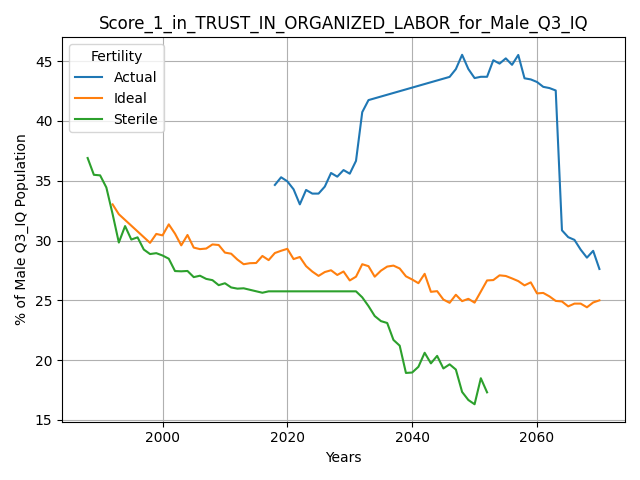 Score_1_in_TRUST_IN_ORGANIZED_LABOR_for_Male_Q3_IQ
Fertility
Actual
Ideal
Sterile
% of Male Q3_IQ Population
45
40
35
30
25
20
15
2000
2020
2040
2060
Years